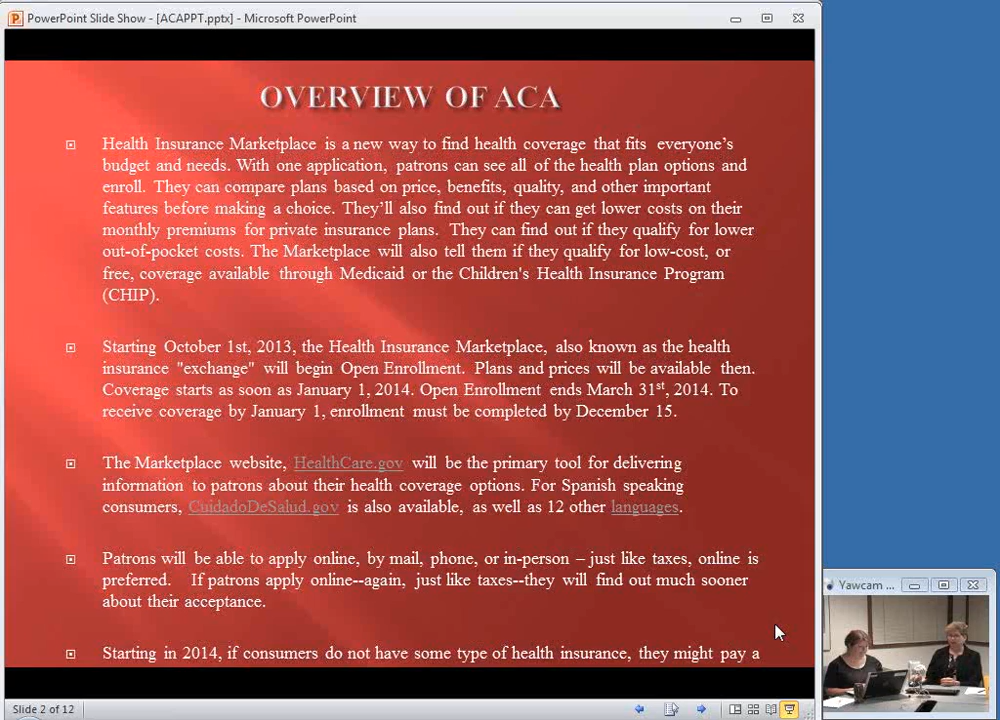 PowerPoint Slide Show - [ACAPPT.pptx] - Microsoft PowerPoint
OVERVIEW OF ACA
Health Insurance Marketplace is a new way to find health coverage that fits everyone's
budget and needs. With one application, patrons can see all of the health plan options and
enroll. They can compare plans based on price, benefits, quality, and other important
features before making a choice. They'll also find out if they can get lower costs on their
monthly premiums for private insurance plans. They can find out if they qualify for lower
out-of-pocket costs. The Marketplace will also tell them if they qualify for low-cost, or
free, coverage available through Medicaid or the Children's Health Insurance Program
(CHIP).
Starting October 1st, 2013, the Health Insurance Marketplace, also known as the health
insurance "exchange" will begin Open Enrollment. Plans and prices will be available then.
Coverage starts as soon as January 1, 2014. Open Enrollment ends March 31st, 2014. To
receive coverage by January 1, enrollment must be completed by December 15.
The Marketplace website, HealthCare.gov will be the primary tool for delivering
information to patrons about their health coverage options. For Spanish speaking
consumers, CuidadoDeSalud.gov is also available, as well as 12 other languages.
Patrons will be able to apply online, by mail, phone, or in-person – just like taxes, online is
preferred. If patrons apply online--again, just like taxes--they will find out much sooner
about their acceptance.
Starting in 2014, if consumers do not have some type of health insurance, they might pay a
Yawcam ...
Slide 2 of 12